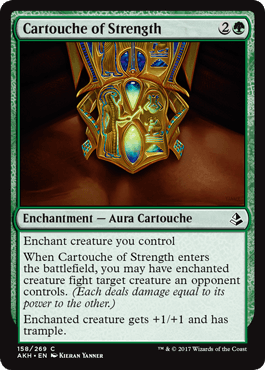 Cartouche of Strength 2
Enchantment — Aura Cartouche
Enchant creature you control
When Cartouche of Strength enters
the battlefield, you may have enchanted
creature fight target creature an opponent
controls. (Each deals damage equal to its
power to the other.)
Enchanted creature gets +1/+1 and has
trample.
158/269 C
AKH • EN KIERAN YANNER
™ & © 2017 Wizards of the Coast